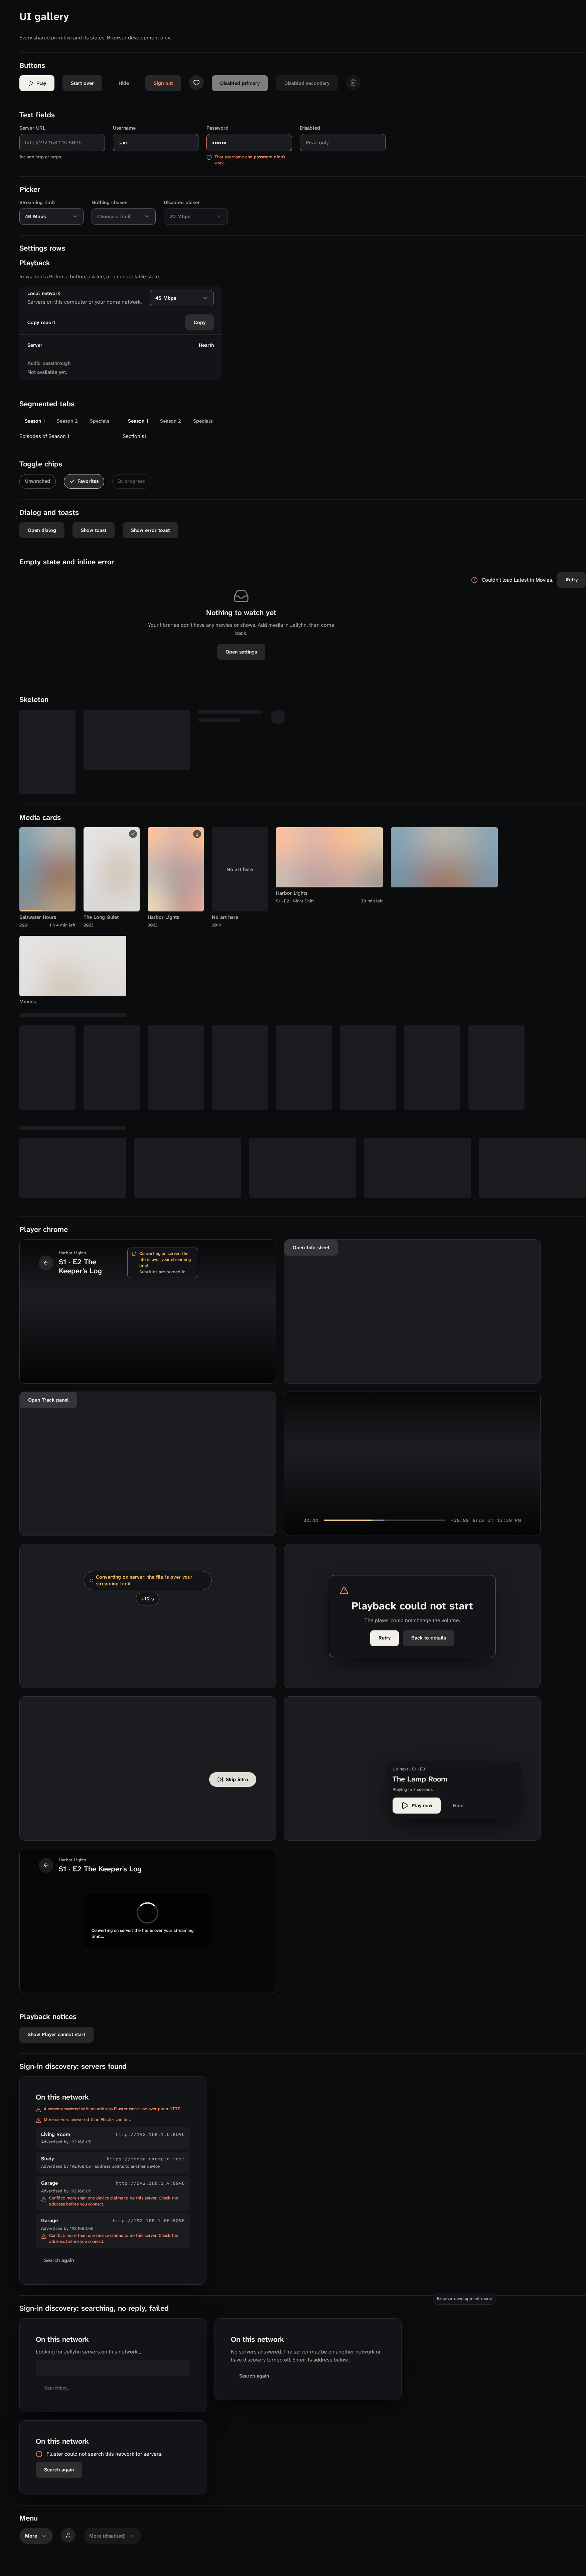 UI gallery
Every shared primitive and its states. Browser development only.
Buttons
Play
Start over
Hide
Sign out
Disabled primary
Disabled secondary
Text fields
Server URL
Username
Password
Disabled
http://192.168.1.10:8096
sam
••••••
Read only
Include http or https.
That username and password didn't
work.
Picker
Streaming limit
Nothing chosen
Disabled picker
40 Mbps
Choose a limit
20 Mbps
Settings rows
Playback
Rows hold a Picker, a button, a value, or an unavailable state.
Local network
Servers on this computer or your home network.
40 Mbps
Copy report
Copy
Server
Hearth
Audio passthrough
Not available yet.
Segmented tabs
Season 1
Season 2
Specials
Season 1
Season 2
Specials
Episodes of Season 1
Section s1
Toggle chips
Unwatched
Favorites
In progress
Dialog and toasts
Open dialog
Show toast
Show error toast
Empty state and inline error
Couldn't load Latest in Movies.
Retry
Nothing to watch yet
Your libraries don't have any movies or shows. Add media in Jellyfin, then come
back.
Open settings
Skeleton
Media cards
No art here
Saltwater Hours
2021
1 h 4 min left
The Long Quiet
2023
Harbor Lights
2022
No art here
2019
Harbor Lights
S1 · E2 · Night Shift
38 min left
Movies
Player chrome
Harbor Lights
S1 · E2 The
Keeper's Log
Converting on server: the
file is over your streaming
limit
Subtitles are burned in
Open Info sheet
Open Track panel
20:00
-30:00
Ends at 12:30 PM
Converting on server: the file is over your
streaming limit
+10 s
Playback could not start
The player could not change the volume.
Retry
Back to details
Skip Intro
Up next · S1 · E3
The Lamp Room
Playing in 7 seconds
Play now
Hide
Harbor Lights
S1 · E2 The Keeper's Log
Converting on server: the file is over your streaming
limit…
Playback notices
Show Player cannot start
Sign-in discovery: servers found
On this network
A server answered with an address Fluster won't use over plain HTTP.
More servers answered than Fluster can list.
Living Room
http://192.168.1.5:8096
Advertised by 192.168.1.5
Study
https://media.example.test
Advertised by 192.168.1.6 · address points to another device
Garage
http://192.168.1.9:8096
Advertised by 192.168.1.9
Conflict: more than one device claims to be this server. Check the
address before you connect.
Garage
http://192.168.1.66:8096
Conflict: more than one device claims to be this server. Check the
address before you connect.
Search again
Browser development mode
Sign-in discovery: searching, no reply, failed
On this network
Looking for Jellyfin servers on this network…
Searching…
On this network
No servers answered. The server may be on another network or
have discovery turned off. Enter its address below.
Search again
On this network
Fluster could not search this network for servers.
Search again
Menu
More
More (disabled)